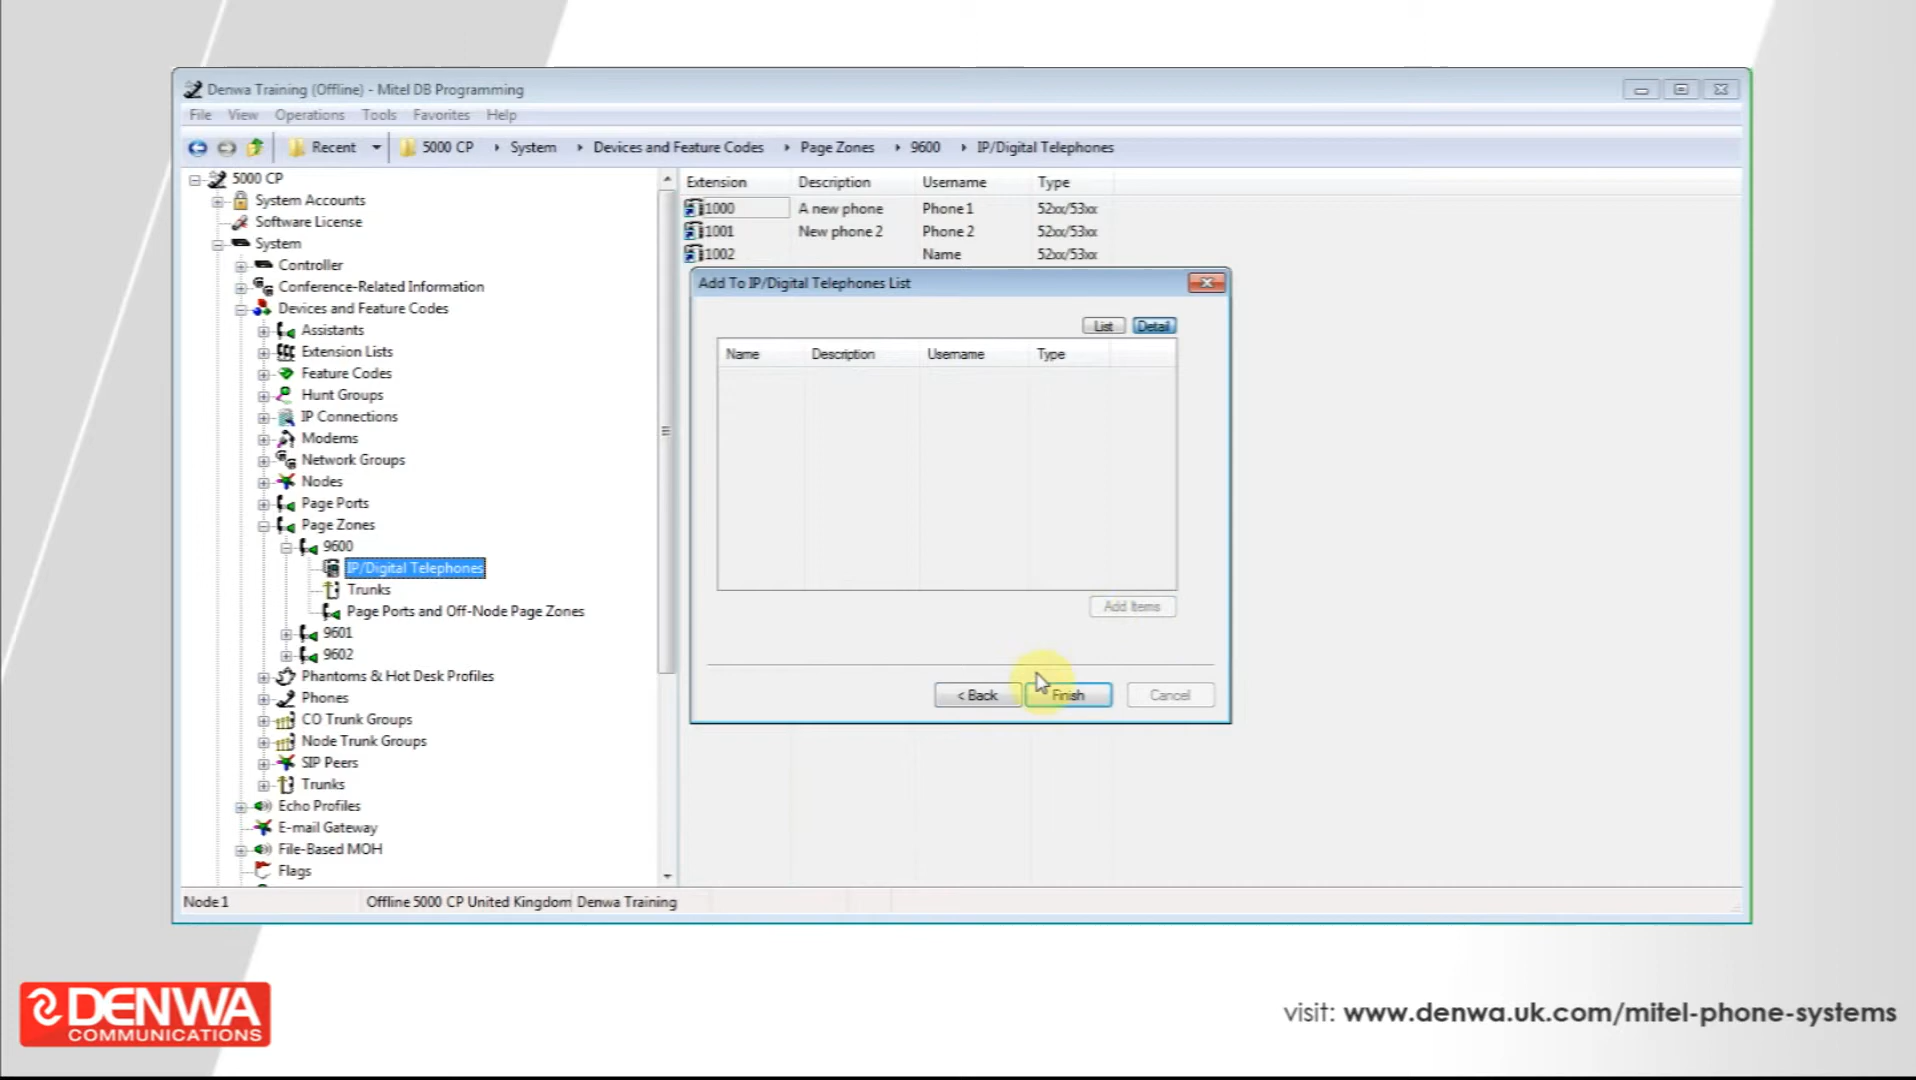 Denwa Training (Offline) - Mitel DB Programming
File View Operations Tools Favorites Help
Recent 5000 CP System Devices and Feature Codes Page Zones 9600 IP/Digital Telephones
5000 CP
System Accounts
Software License
System
Controller
Conference-Related Information
Devices and Feature Codes
Assistants
Extension Lists
Feature Codes
Hunt Groups
IP Connections
Modems
Network Groups
Nodes
Page Ports
Page Zones
9600
IP/Digital Telephones
Trunks
Page Ports and Off-Node Page Zones
9601
9602
Phantoms & Hot Desk Profiles
Phones
CO Trunk Groups
Node Trunk Groups
SIP Peers
Trunks
Echo Profiles
E-mail Gateway
File-Based MOH
Flags
Extension Description Username Type
1000 A new phone Phone 1 52xx/53xx
1001 New phone 2 Phone 2 52xx/53xx
1002 Name 52xx/53xx
Add To IP/Digital Telephones List
List Detail
Name Description Username Type
Add Items
< Back Finish Cancel
Node 1 Offline 5000 CP United Kingdom Denwa Training
DENWA
COMMUNICATIONS
visit: www.denwa.uk.com/mitel-phone-systems